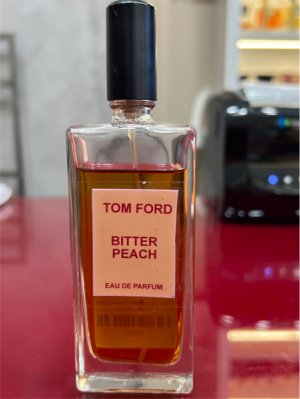 TOM FORD
BITTER
PEACH
EAU DE PARFUM